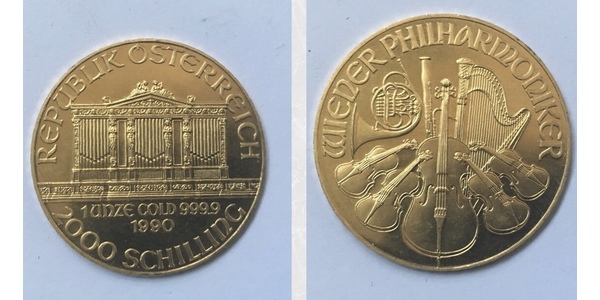 REPUBLIK ÖSTERREICH
1 UNZE GOLD 999.9
1990
2000 SCHILLING
WIENER PHILHARMONIKER